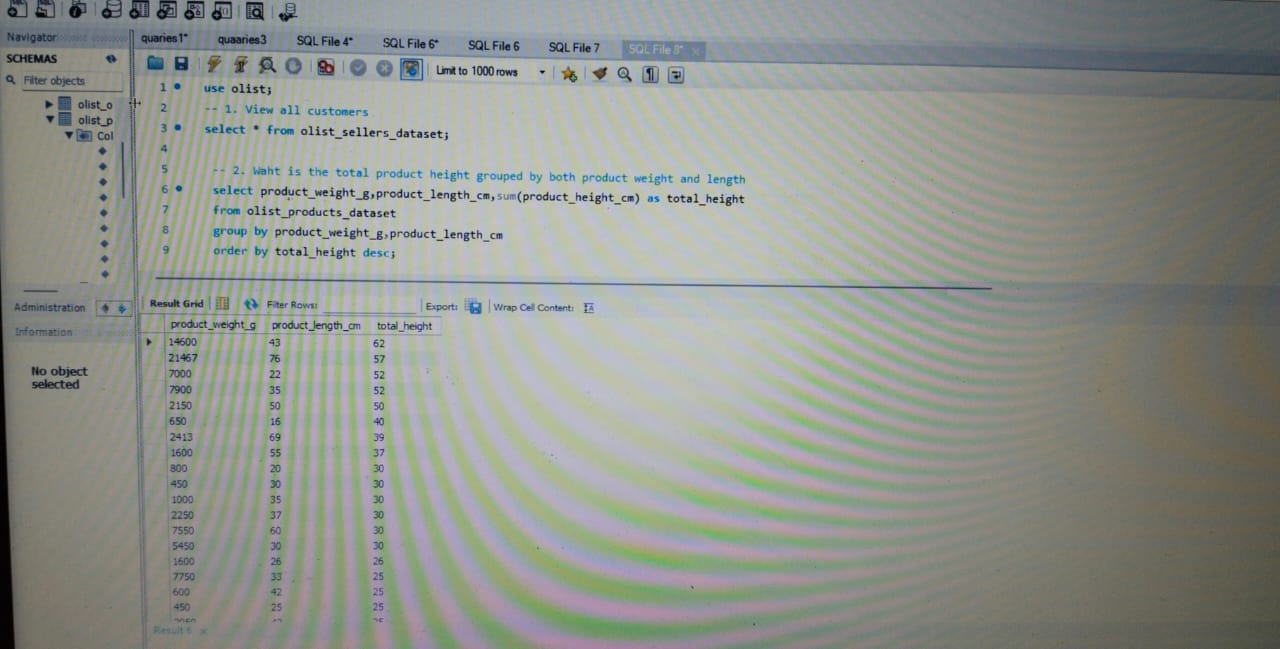 Navigator
quaries1*
quaaries3
SQL File 4*
SQL File 6*
SQL File 6
SQL File 7
SQL File 8*
SCHEMAS
Filter objects
Limit to 1000 rows
olist_o
olist_p
Col
1 use olist;
2 -- 1. View all customers
3 select * from olist_sellers_dataset;
4
5 -- 2. Waht is the total product height grouped by both product weight and length
6 select product_weight_g,product_length_cm,sum(product_height_cm) as total_height
7 from olist_products_dataset
8 group by product_weight_g,product_length_cm
9 order by total_height desc;
Administration
Information
No object
selected
Result Grid Filter Rows: Export: Wrap Cell Content:
product_weight_g product_length_cm total_height
14600 43 62
21467 76 57
7000 22 52
7900 35 52
2150 50 50
650 16 40
2413 69 39
1600 55 37
800 20 30
450 30 30
1000 35 30
2250 37 30
7550 60 30
5450 30 30
1600 26 26
7750 33 25
600 42 25
450 25 25
Result 6